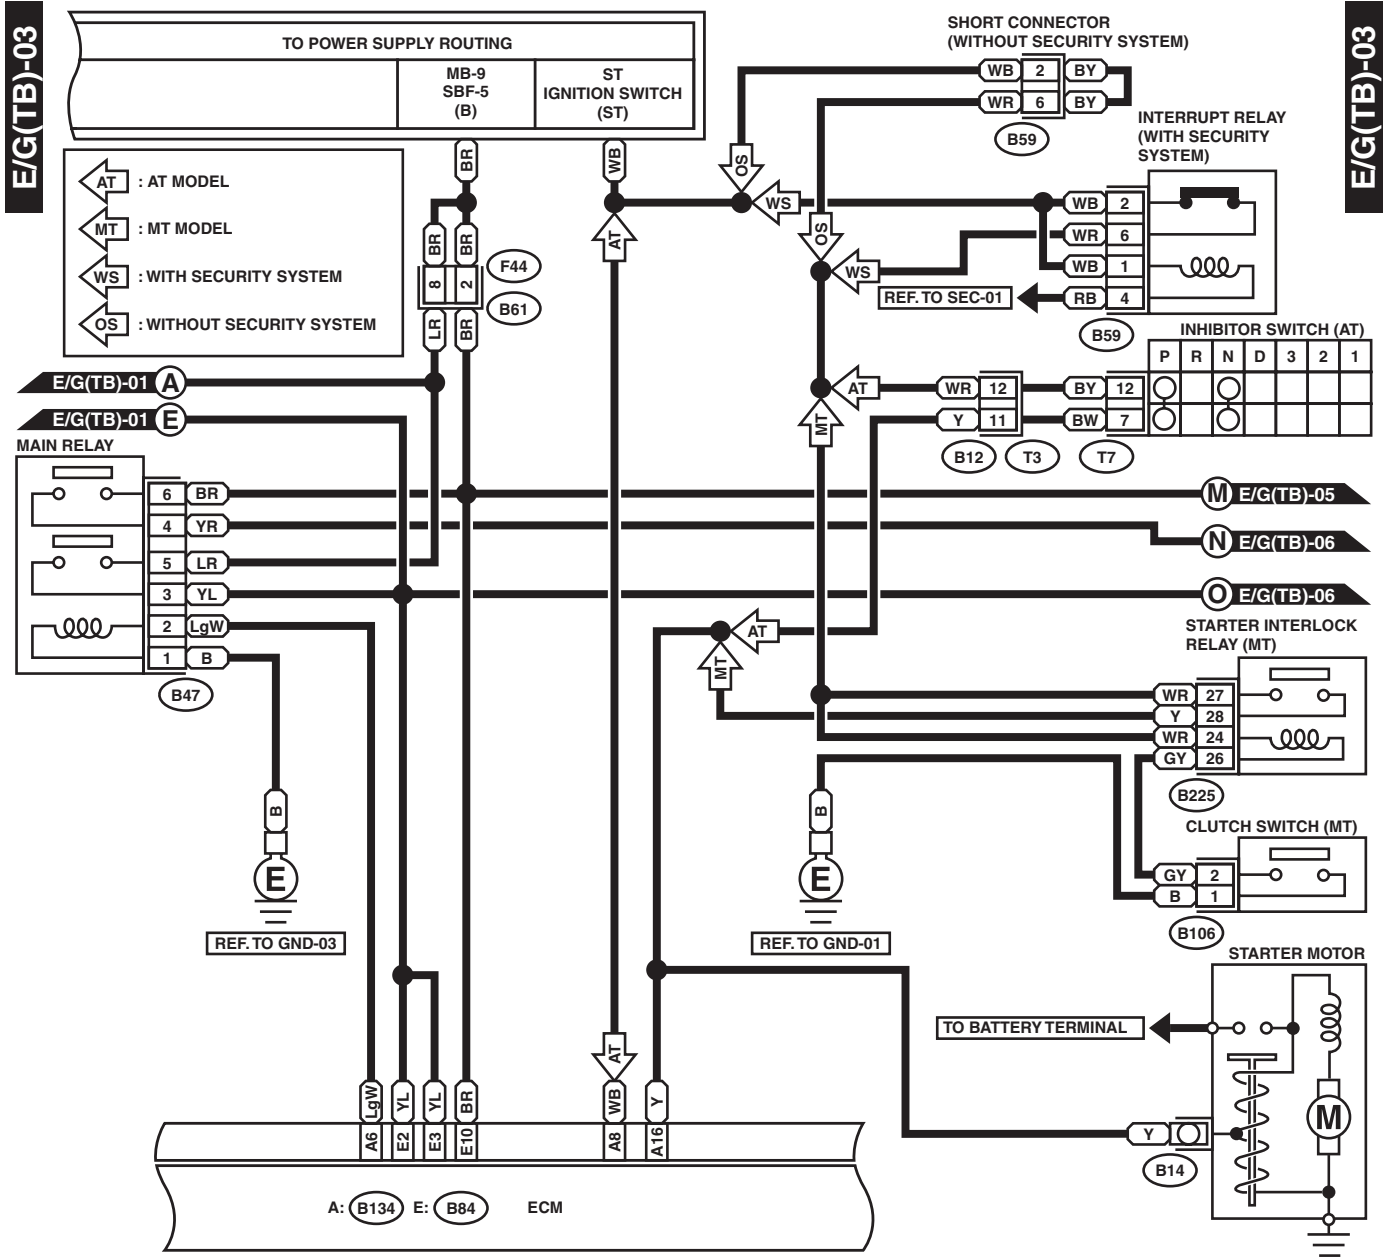 E/G(TB)-03
E/G(TB)-03
TO POWER SUPPLY ROUTING
MB-9
SBF-5
(B)
ST
IGNITION SWITCH
(ST)
SHORT CONNECTOR
(WITHOUT SECURITY SYSTEM)
WB 2 BY
WR 6 BY
B59
INTERRUPT RELAY
(WITH SECURITY
SYSTEM)
AT : AT MODEL
MT : MT MODEL
WS : WITH SECURITY SYSTEM
OS : WITHOUT SECURITY SYSTEM
BR
WB
OS
WS
WB 2
WR 6
WB 1
RB 4
B59
BR BR
8 2
LR BR
F44
B61
AT
OS
WS
REF. TO SEC-01
INHIBITOR SWITCH (AT)
P R N D 3 2 1
E/G(TB)-01 A
E/G(TB)-01 E
AT WR 12 BY 12
MT Y 11 BW 7
B12 T3 T7
MAIN RELAY
6 BR
4 YR
5 LR
3 YL
2 LgW
1 B
B47
M E/G(TB)-05
N E/G(TB)-06
O E/G(TB)-06
STARTER INTERLOCK
RELAY (MT)
AT
MT
WR 27
Y 28
WR 24
GY 26
B225
B
E
REF. TO GND-03
B
E
REF. TO GND-01
CLUTCH SWITCH (MT)
GY 2
B 1
B106
STARTER MOTOR
TO BATTERY TERMINAL
M
Y
B14
AT
LgW YL YL BR WB Y
A6 E2 E3 E10 A8 A16
A: B134 E: B84 ECM